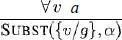 ∀ v a
SUBST({v/g}, α)